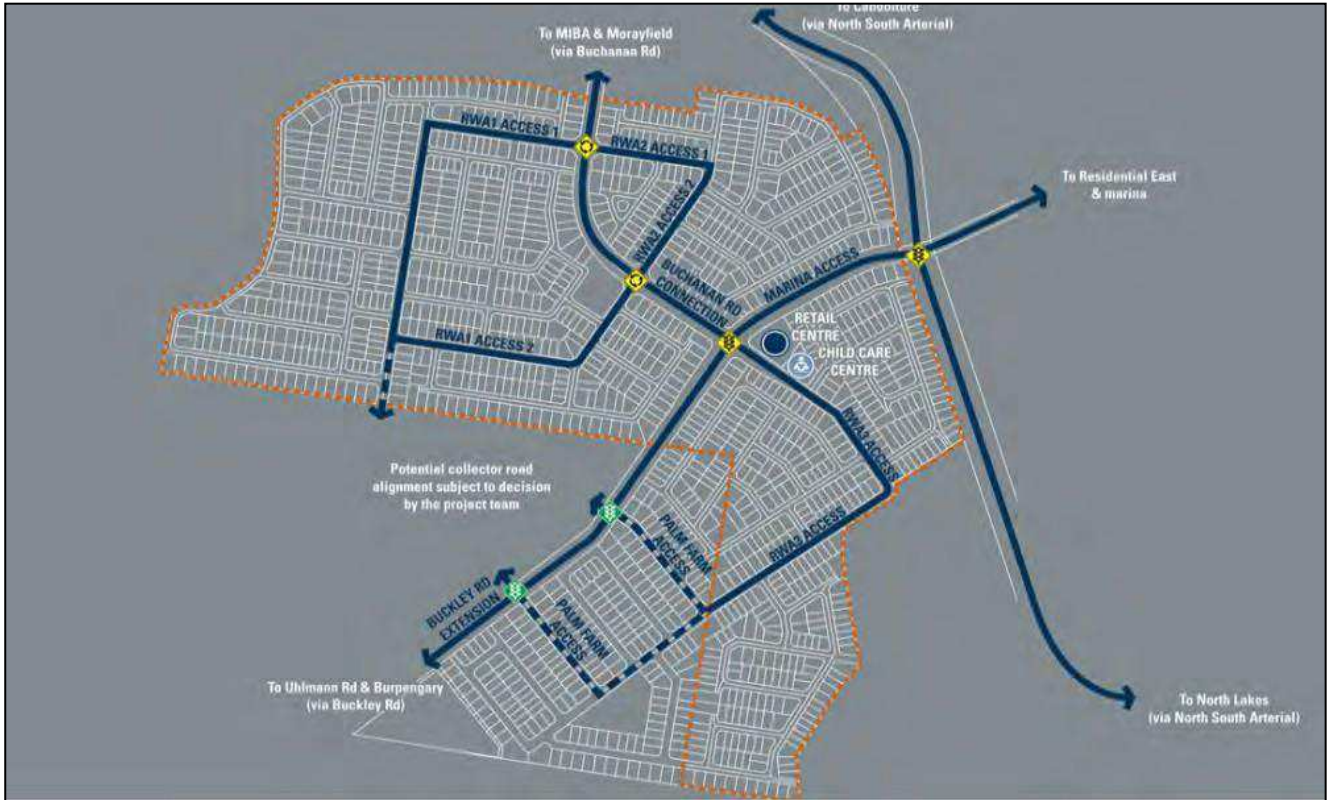 To Caboolture
(via North South Arterial)
To MIBA & Morayfield
(via Buchanan Rd)
RWA1 ACCESS 1
RWA2 ACCESS 1
RWA2 ACCESS 2
To Residential East
& marina
BUCHANAN RD
CONNECTION
MARINA ACCESS
RETAIL
CENTRE
CHILD CARE
CENTRE
RWA1 ACCESS 2
RWA3 ACCESS
Potential collector road
alignment subject to decision
by the project team
PALM FARM
ACCESS
RWA3 ACCESS
BUCKLEY RD
EXTENSION
PALM FARM
ACCESS
To Uhlmann Rd & Burpengary
(via Buckley Rd)
To North Lakes
(via North South Arterial)